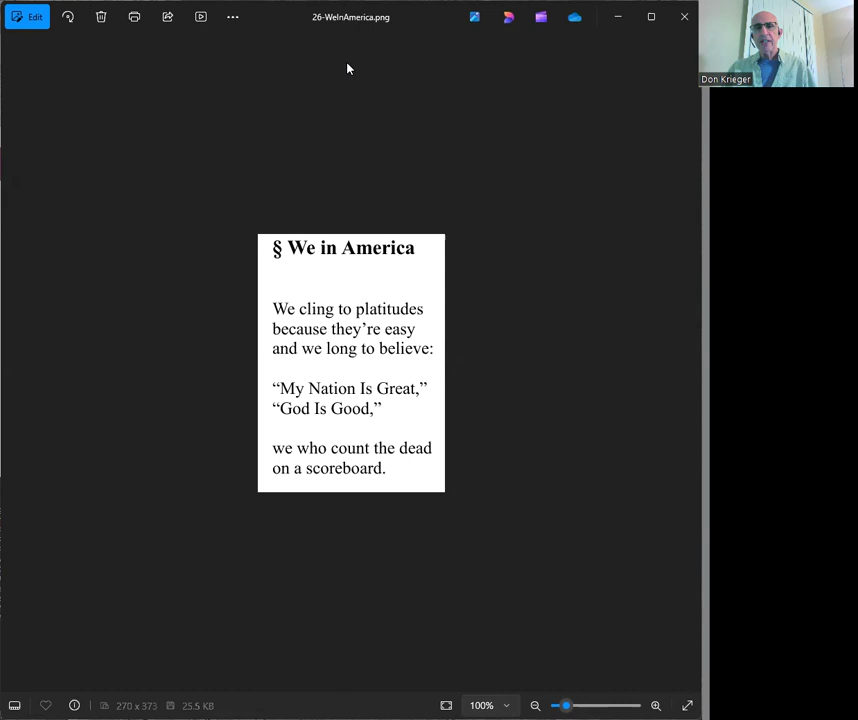 Edit
26-WeInAmerica.png
Don Krieger
§ We in America
We cling to platitudes
because they’re easy
and we long to believe:
“My Nation Is Great,”
“God Is Good,”
we who count the dead
on a scoreboard.
270 x 373
25.5 KB
100%